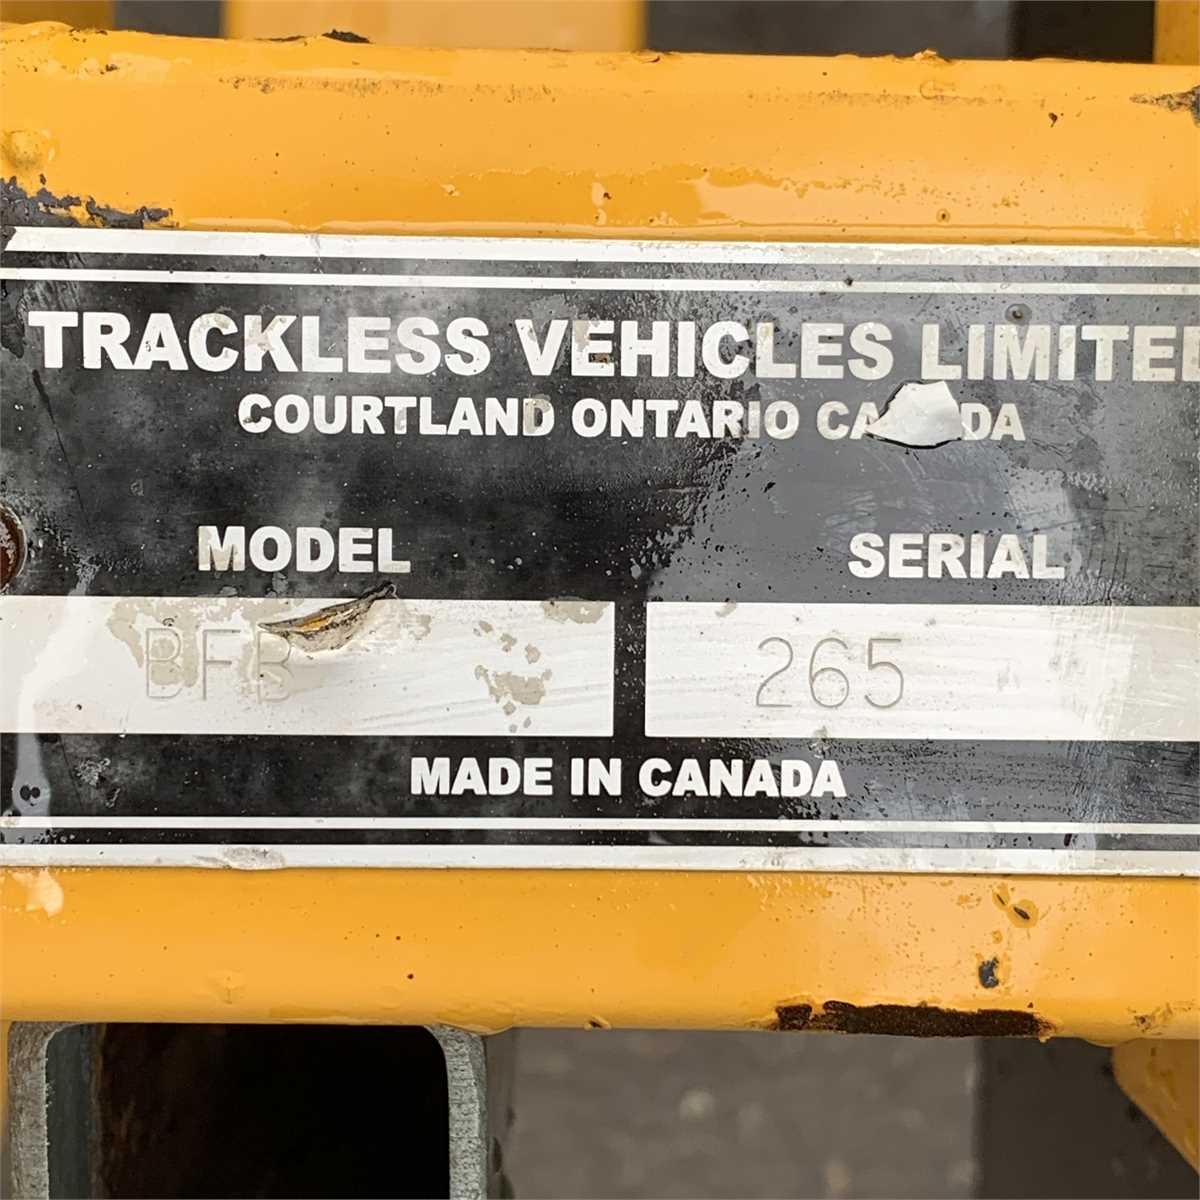 TRACKLESS VEHICLES LIMITE
COURTLAND ONTARIO CA DA
MODEL SERIAL
BFB 265
MADE IN CANADA